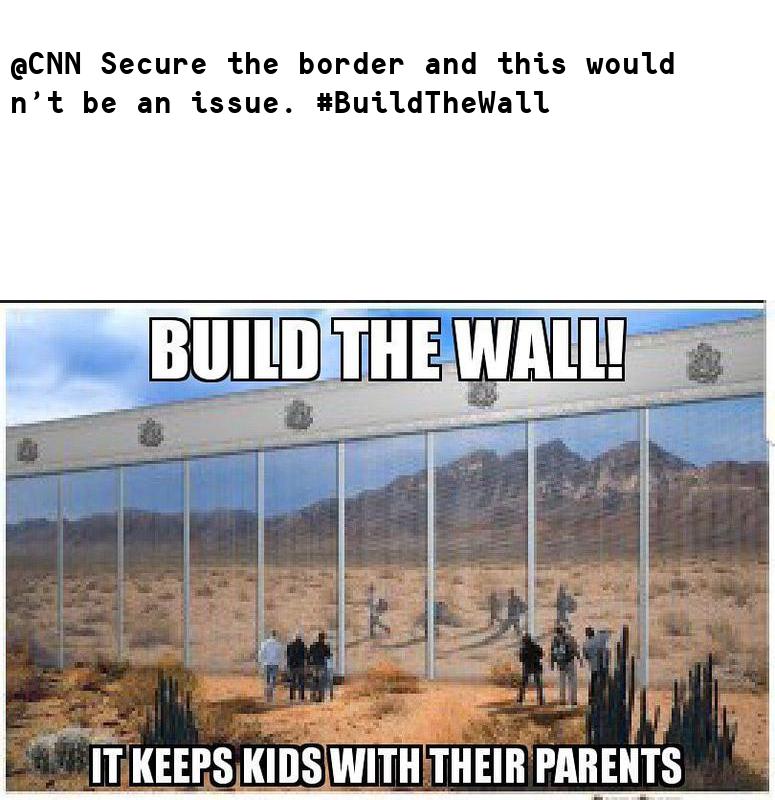 @CNN Secure the border and this would
n't be an issue. #BuildTheWall
BUILD THE WALL!
IT KEEPS KIDS WITH THEIR PARENTS